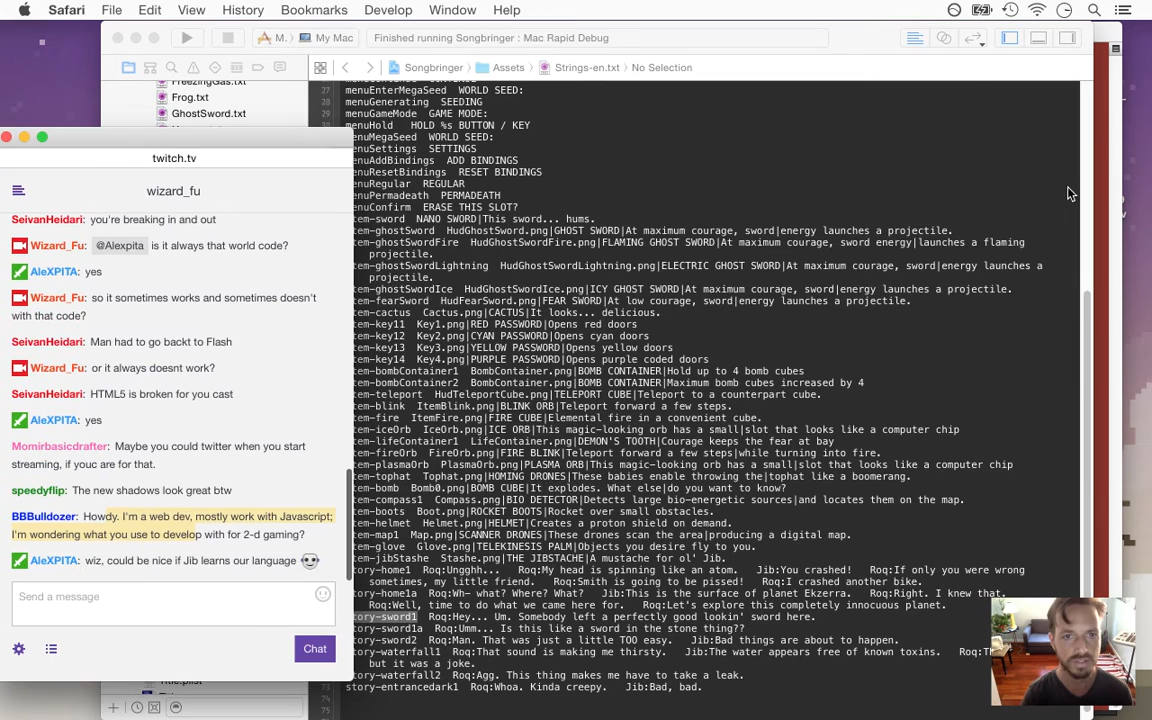 Safari File Edit View History Bookmarks Develop Window Help
M. My Mac Finished running Songbringer : Mac Rapid Debug
Songbringer Assets Strings-en.txt No Selection
Frog.txt
GhostSword.txt
twitch.tv
wizard_fu
SeivanHeidari: you're breaking in and out
Wizard_Fu: @Alexpita is it always that world code?
AleXPITA: yes
Wizard_Fu: so it sometimes works and sometimes doesn't
with that code?
SeivanHeidari: Man had to go backt to Flash
Wizard_Fu: or it always doesnt work?
SeivanHeidari: HTML5 is broken for you cast
AleXPITA: yes
Momirbasicdrafter: Maybe you could twitter when you start
streaming, if youc are for that.
speedyflip: The new shadows look great btw
BBBulldozer: Howdy. I'm a web dev, mostly work with Javascript;
I'm wondering what you use to develop with for 2-d gaming?
AleXPITA: wiz, could be nice if Jib learns our language
Send a message
Chat
27 menuEnterMegaSeed WORLD SEED:
28 menuGenerating SEEDING
29 menuGameMode GAME MODE:
30 menuHold HOLD %s BUTTON / KEY
menuMegaSeed WORLD SEED:
enuSettings SETTINGS
enuAddBindings ADD BINDINGS
enuResetBindings RESET BINDINGS
enuRegular REGULAR
enuPermadeath PERMADEATH
enuConfirm ERASE THIS SLOT?
tem-sword NANO SWORD|This sword... hums.
tem-ghostSword HudGhostSword.png|GHOST SWORD|At maximum courage, sword|energy launches a projectile.
tem-ghostSwordFire HudGhostSwordFire.png|FLAMING GHOST SWORD|At maximum courage, sword energy|launches a flaming
projectile.
tem-ghostSwordLightning HudGhostSwordLightning.png|ELECTRIC GHOST SWORD|At maximum courage, sword|energy launches a
projectile.
tem-ghostSwordIce HudGhostSwordIce.png|ICY GHOST SWORD|At maximum courage, sword|energy launches a projectile.
tem-fearSword HudFearSword.png|FEAR SWORD|At low courage, sword|energy launches a projectile.
tem-cactus Cactus.png|CACTUS|It looks... delicious.
tem-key11 Key1.png|RED PASSWORD|Opens red doors
tem-key12 Key2.png|CYAN PASSWORD|Opens cyan doors
tem-key13 Key3.png|YELLOW PASSWORD|Opens yellow doors
tem-key14 Key4.png|PURPLE PASSWORD|Opens purple coded doors
tem-bombContainer1 BombContainer.png|BOMB CONTAINER|Hold up to 4 bomb cubes
tem-bombContainer2 BombContainer.png|BOMB CONTAINER|Maximum bomb cubes increased by 4
tem-teleport HudTeleportCube.png|TELEPORT CUBE|Teleport to a counterpart cube.
tem-blink ItemBlink.png|BLINK ORB|Teleport forward a few steps.
tem-fire ItemFire.png|FIRE CUBE|Elemental fire in a convenient cube.
tem-iceOrb IceOrb.png|ICE ORB|This magic-looking orb has a small|slot that looks like a computer chip
tem-lifeContainer1 LifeContainer.png|DEMON'S TOOTH|Courage keeps the fear at bay
tem-fireOrb FireOrb.png|FIRE BLINK|Teleport forward a few steps|while turning into fire.
tem-plasmaOrb PlasmaOrb.png|PLASMA ORB|This magic-looking orb has a small|slot that looks like a computer chip
tem-tophat Tophat.png|HOMING DRONES|These babies enable throwing the|tophat like a boomerang.
tem-bomb Bomb0.png|BOMB CUBE|It explodes. What else|do you want to know?
tem-compass1 Compass.png|BIO DETECTOR|Detects large bio-energetic sources|and locates them on the map.
tem-boots Boot.png|ROCKET BOOTS|Rocket over small obstacles.
tem-helmet Helmet.png|HELMET|Creates a proton shield on demand.
tem-map1 Map.png|SCANNER DRONES|These drones scan the area|producing a digital map.
tem-glove Glove.png|TELEKINESIS PALM|Objects you desire fly to you.
tem-jibStashe Stashe.png|THE JIBSTACHE|A mustache for ol' Jib.
tory-home1 Roq:Ungghh... Roq:My head is spinning like an atom. Jib:You crashed! Roq:If only you were wrong
sometimes, my little friend. Roq:Smith is going to be pissed! Roq:I crashed another bike.
tory-home1a Roq:Wh- what? Where? What? Jib:This is the surface of planet Ekzerra. Roq:Right. I knew that.
Roq:Well, time to do what we came here for. Roq:Let's explore this completely innocuous planet.
tory-sword1 Roq:Hey... Um. Somebody left a perfectly good lookin' sword here.
tory-sword1a Roq:Umm... Is this like a sword in the stone thing??
tory-sword2 Roq:Man. That was just a little TOO easy. Jib:Bad things are about to happen.
tory-waterfall1 Roq:That sound is making me thirsty. Jib:The water appears free of known toxins.
but it was a joke.
tory-waterfall2 Roq:Agg. This thing makes me have to take a leak.
73 story-entrancedark1 Roq:Whoa. Kinda creepy. Jib:Bad, bad.
74
75